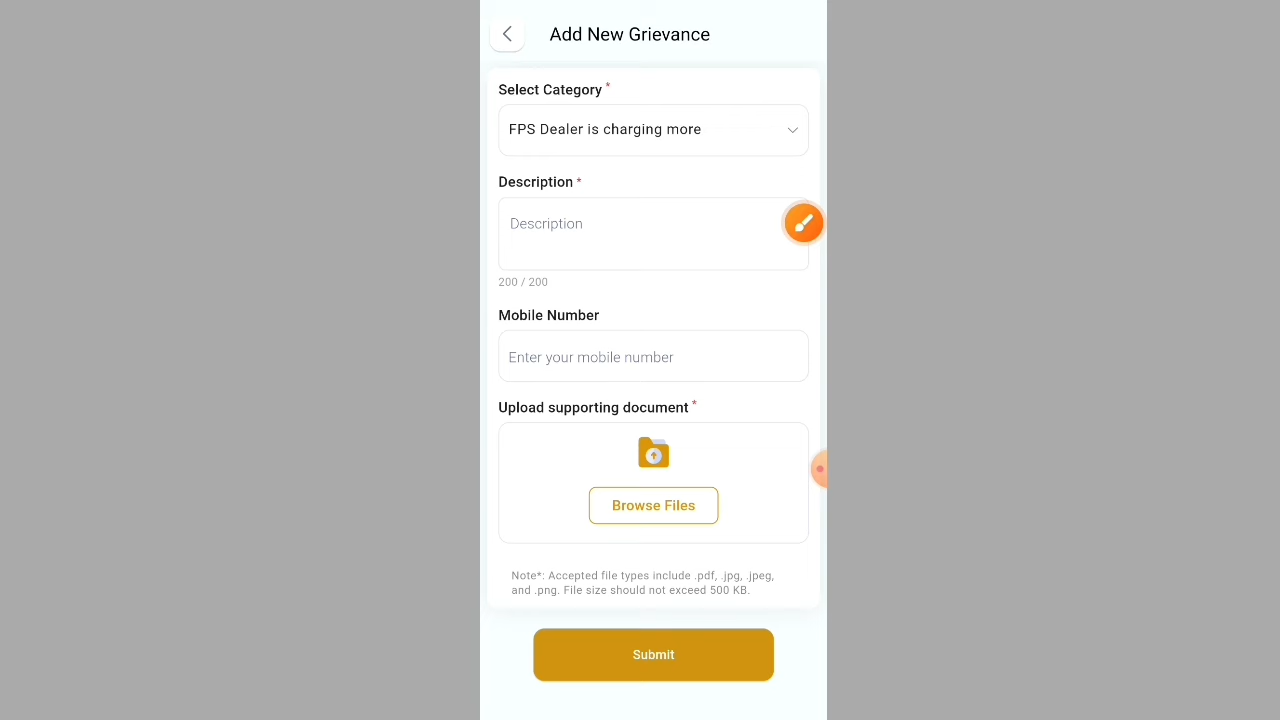 Add New Grievance
Select Category *
FPS Dealer is charging more
Description *
Description
200 / 200
Mobile Number
Enter your mobile number
Upload supporting document *
Browse Files
Note*: Accepted file types include .pdf, .jpg, .jpeg,
and .png. File size should not exceed 500 KB.
Submit